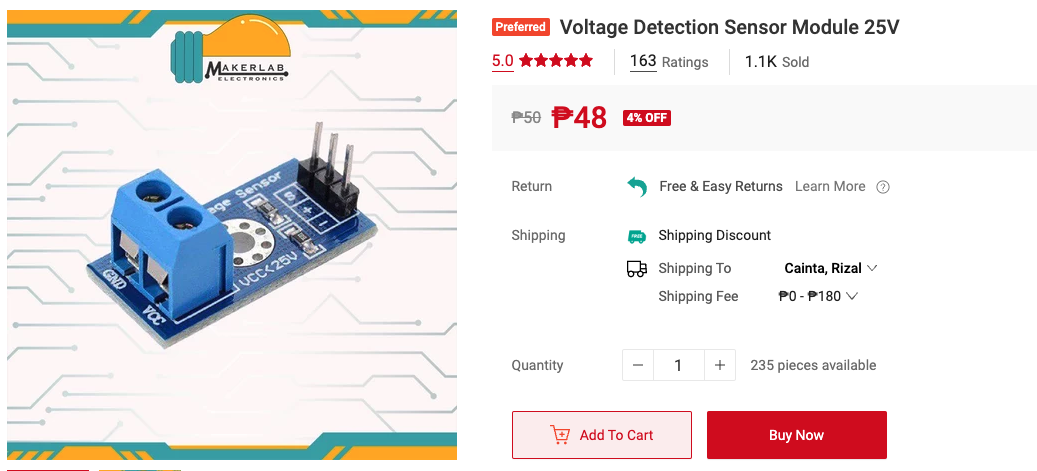 MAKERLAB
ELECTRONICS
ge Sensor
S
+
-
VCC<25V
GND
VCC
Preferred Voltage Detection Sensor Module 25V
5.0 163 Ratings 1.1K Sold
₱50 ₱48 4% OFF
Return Free & Easy Returns Learn More ?
Shipping FREE Shipping Discount
Shipping To Cainta, Rizal
Shipping Fee ₱0 - ₱180
Quantity − 1 + 235 pieces available
Add To Cart Buy Now